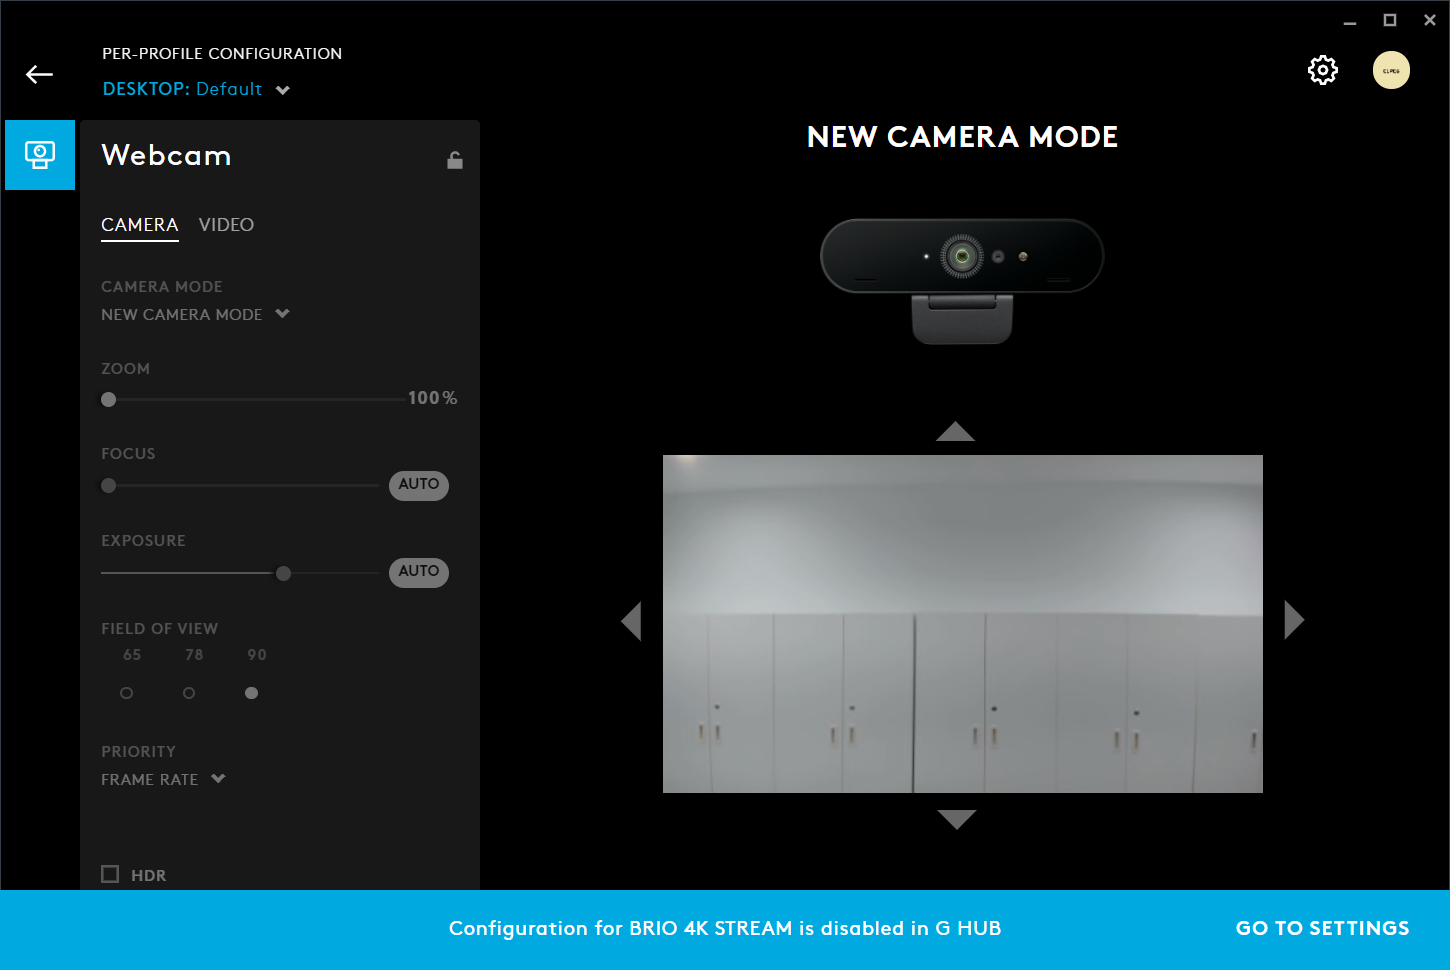 PER-PROFILE CONFIGURATION
DESKTOP: Default
Webcam
CAMERA VIDEO
CAMERA MODE
NEW CAMERA MODE
ZOOM
100%
FOCUS
AUTO
EXPOSURE
AUTO
FIELD OF VIEW
65 78 90
PRIORITY
FRAME RATE
HDR
NEW CAMERA MODE
Configuration for BRIO 4K STREAM is disabled in G HUB
GO TO SETTINGS